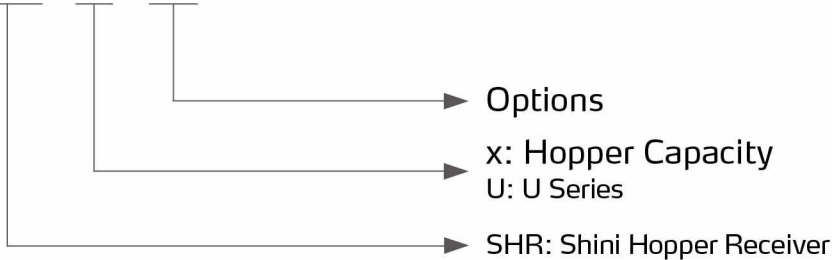 Options
x: Hopper Capacity
U: U Series
SHR: Shini Hopper Receiver